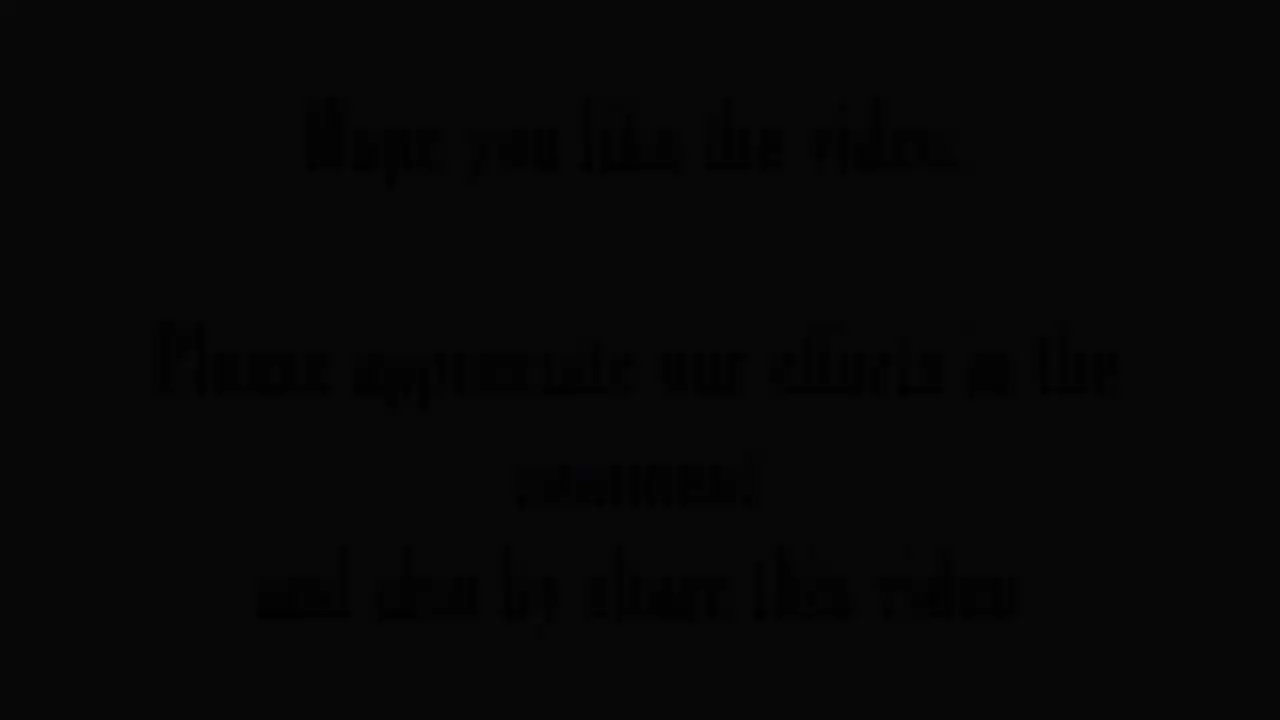 Hope you like the video.
Please appreciate our efforts in the
comment
and also by share this video